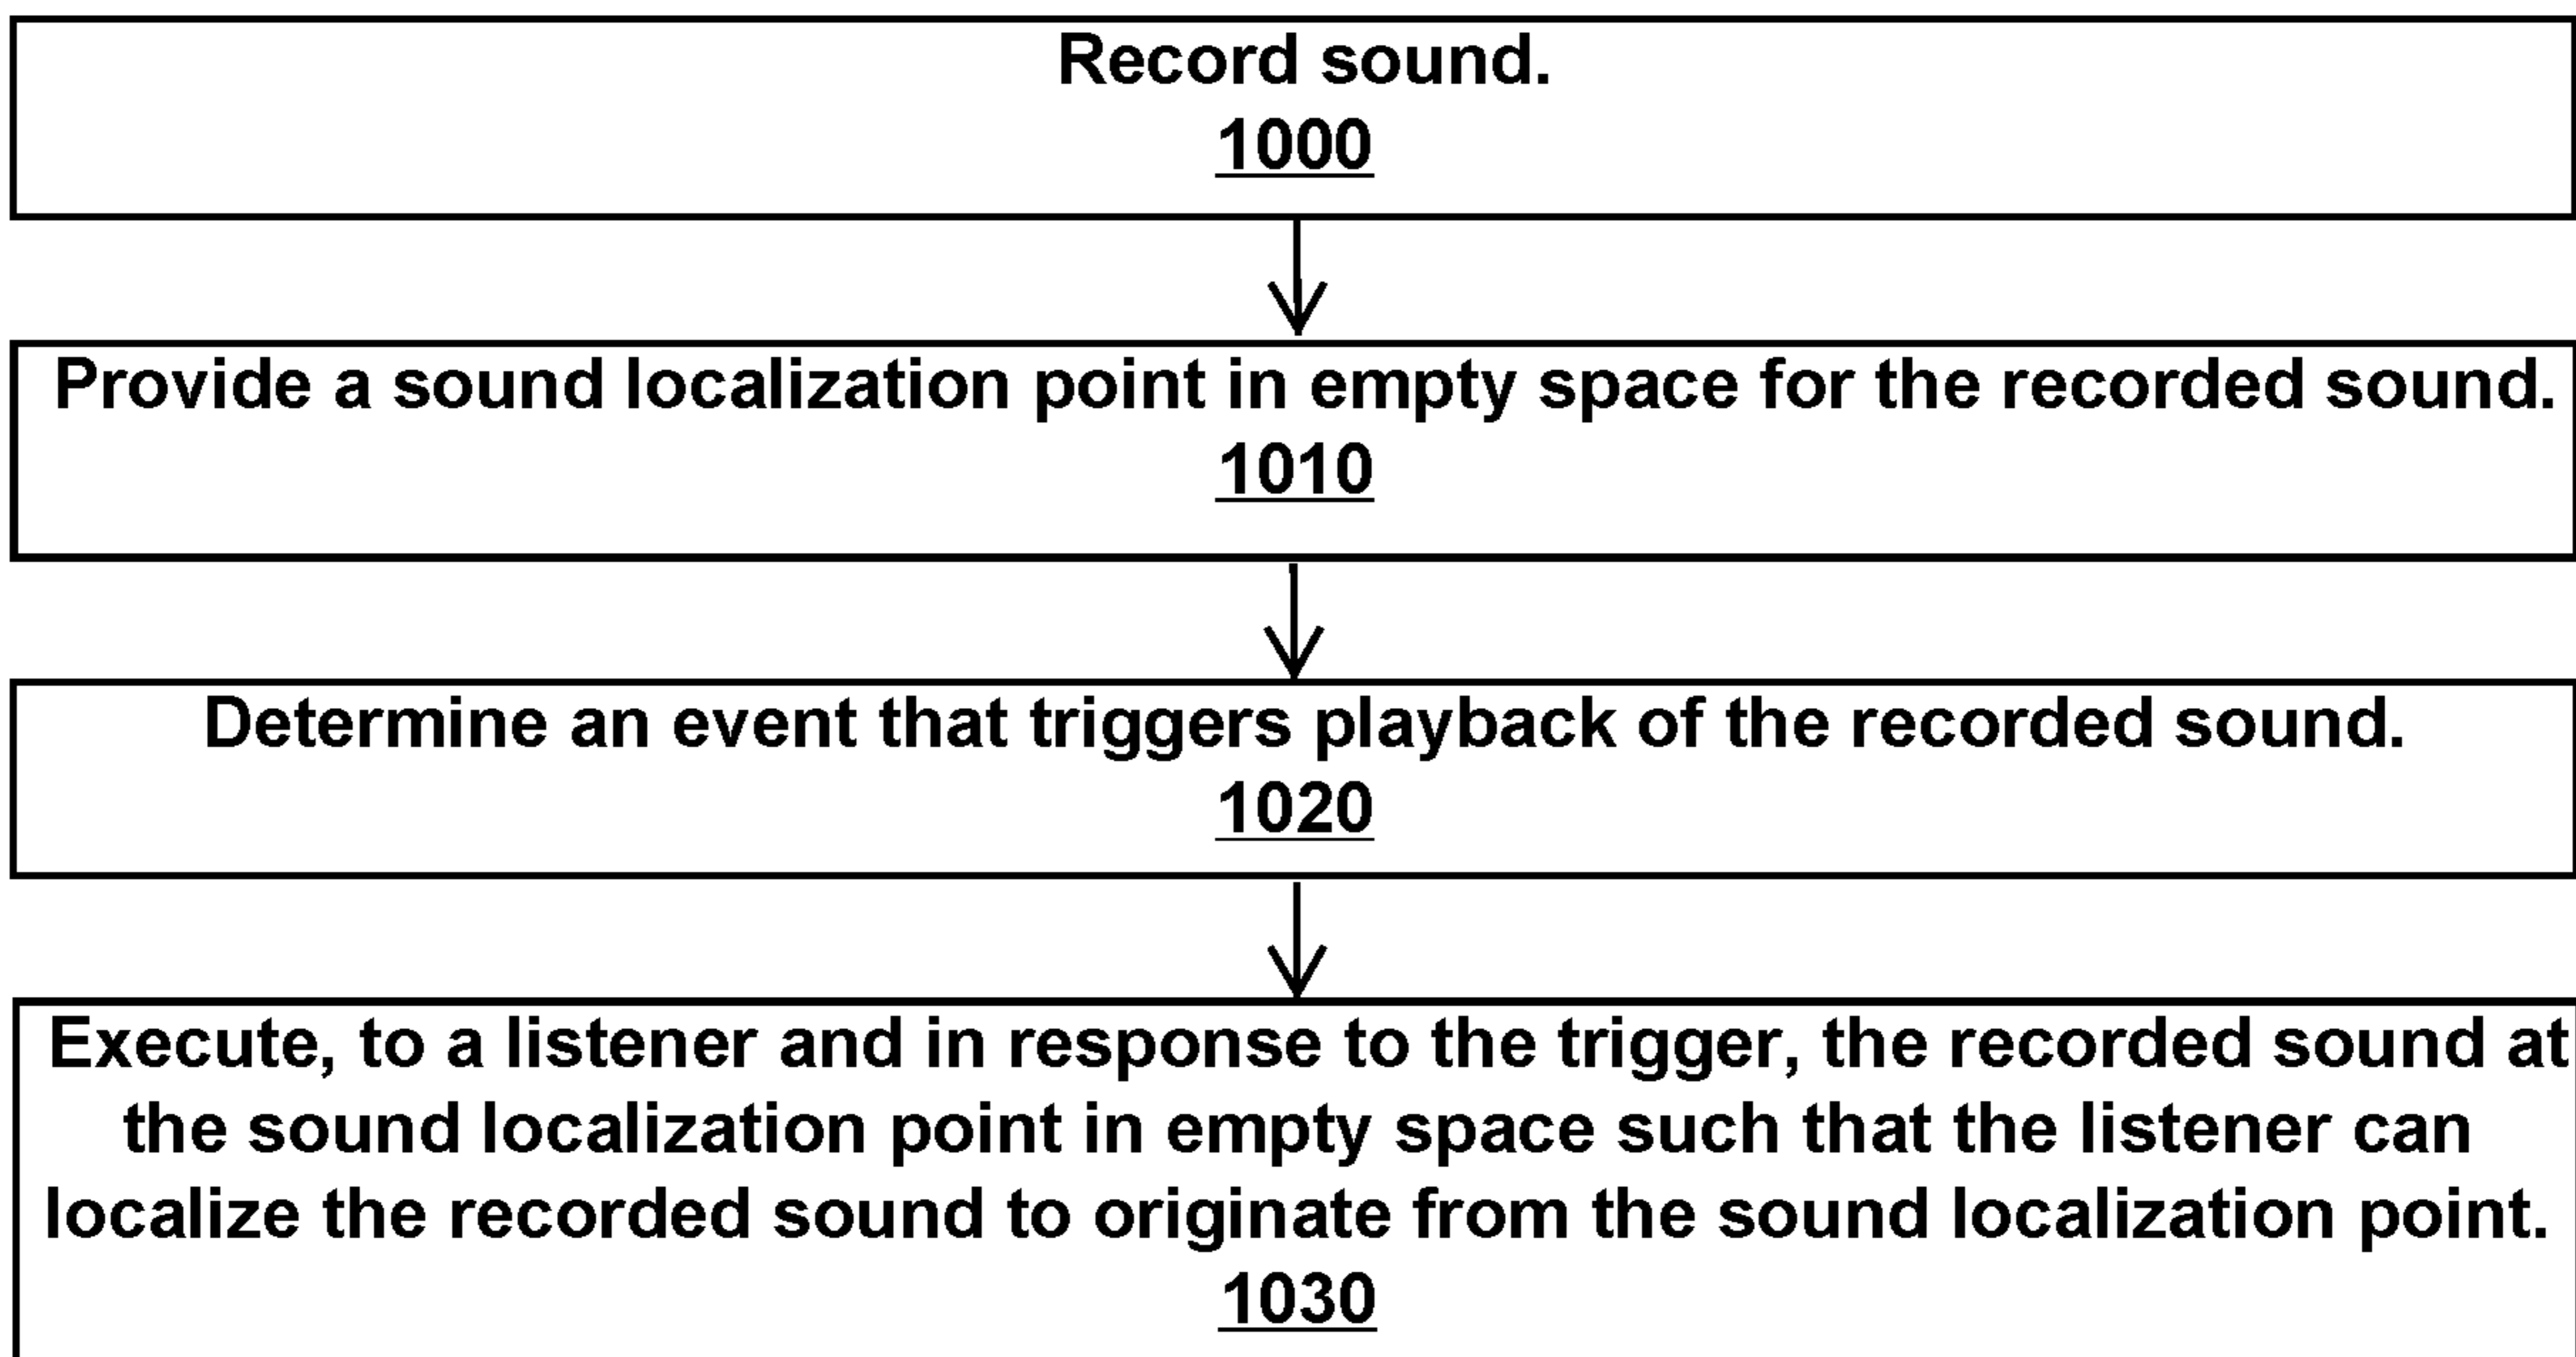 Record sound.
1000
Provide a sound localization point in empty space for the recorded sound.
1010
Determine an event that triggers playback of the recorded sound.
1020
Execute, to a listener and in response to the trigger, the recorded sound at
the sound localization point in empty space such that the listener can
localize the recorded sound to originate from the sound localization point.
1030